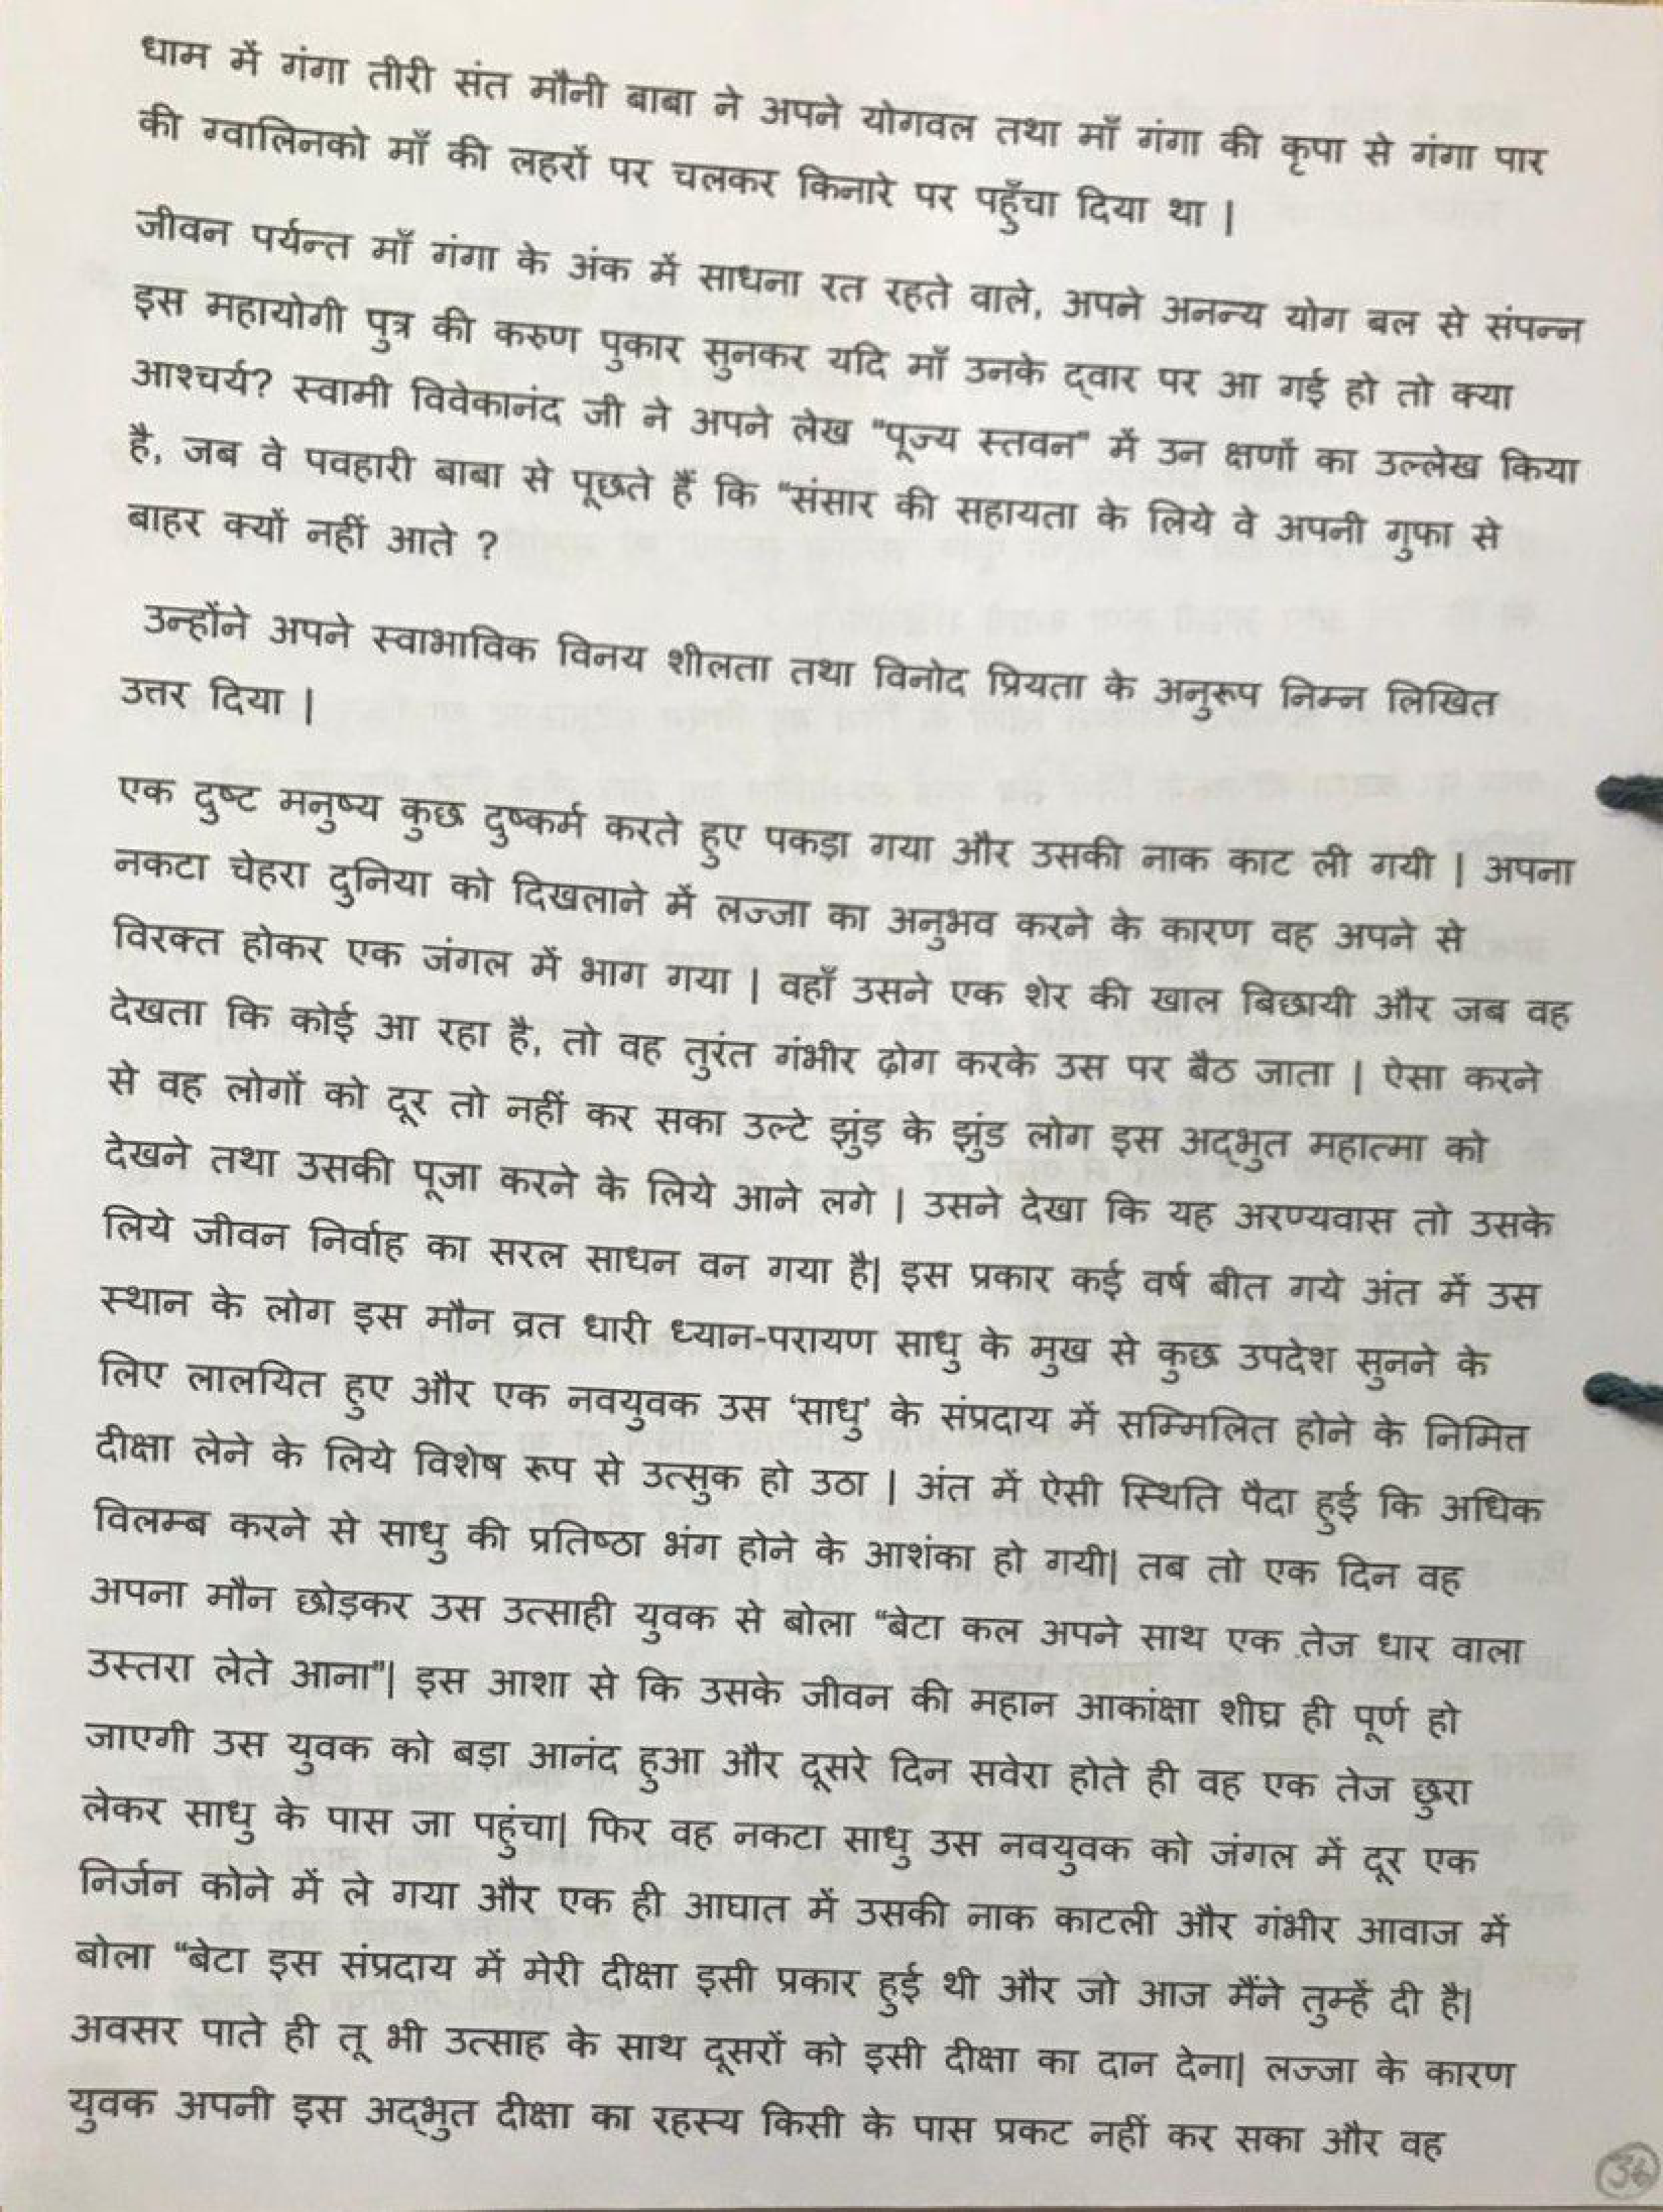 धाम में गंगा तीरी संत मौनी बाबा ने अपने योगवल तथा माँ गंगा की कृपा से गंगा पार
की ग्वालिनको माँ की लहरों पर चलकर किनारे पर पहुँचा दिया था |
जीवन पर्यन्त माँ गंगा के अंक में साधना रत रहते वाले, अपने अनन्य योग बल से संपन्न
इस महायोगी पुत्र की करुण पुकार सुनकर यदि माँ उनके द्वार पर आ गई हो तो क्या
आश्चर्य? स्वामी विवेकानंद जी ने अपने लेख "पूज्य स्तवन" में उन क्षणों का उल्लेख किया
है, जब वे पवहारी बाबा से पूछते हैं कि "संसार की सहायता के लिये वे अपनी गुफा से
बाहर क्यों नहीं आते ?
उन्होंने अपने स्वाभाविक विनय शीलता तथा विनोद प्रियता के अनुरूप निम्न लिखित
उत्तर दिया |
एक दुष्ट मनुष्य कुछ दुष्कर्म करते हुए पकड़ा गया और उसकी नाक काट ली गयी | अपना
नकटा चेहरा दुनिया को दिखलाने में लज्जा का अनुभव करने के कारण वह अपने से
विरक्त होकर एक जंगल में भाग गया | वहाँ उसने एक शेर की खाल बिछायी और जब वह
देखता कि कोई आ रहा है, तो वह तुरंत गंभीर ढ़ोग करके उस पर बैठ जाता | ऐसा करने
से वह लोगों को दूर तो नहीं कर सका उल्टे झुंड़ के झुंड लोग इस अद्भुत महात्मा को
देखने तथा उसकी पूजा करने के लिये आने लगे | उसने देखा कि यह अरण्यवास तो उसके
लिये जीवन निर्वाह का सरल साधन वन गया है| इस प्रकार कई वर्ष बीत गये अंत में उस
स्थान के लोग इस मौन व्रत धारी ध्यान-परायण साधु के मुख से कुछ उपदेश सुनने के
लिए लालयित हुए और एक नवयुवक उस 'साधु' के संप्रदाय में सम्मिलित होने के निमित्त
दीक्षा लेने के लिये विशेष रूप से उत्सुक हो उठा | अंत में ऐसी स्थिति पैदा हुई कि अधिक
विलम्ब करने से साधु की प्रतिष्ठा भंग होने के आशंका हो गयी| तब तो एक दिन वह
अपना मौन छोड़कर उस उत्साही युवक से बोला "बेटा कल अपने साथ एक तेज धार वाला
उस्तरा लेते आना"| इस आशा से कि उसके जीवन की महान आकांक्षा शीघ्र ही पूर्ण हो
जाएगी उस युवक को बड़ा आनंद हुआ और दूसरे दिन सवेरा होते ही वह एक तेज छुरा
लेकर साधु के पास जा पहुंचा| फिर वह नकटा साधु उस नवयुवक को जंगल में दूर एक
निर्जन कोने में ले गया और एक ही आघात में उसकी नाक काटली और गंभीर आवाज में
बोला "बेटा इस संप्रदाय में मेरी दीक्षा इसी प्रकार हुई थी और जो आज मैंने तुम्हें दी है|
अवसर पाते ही तू भी उत्साह के साथ दूसरों को इसी दीक्षा का दान देना| लज्जा के कारण
युवक अपनी इस अद्भुत दीक्षा का रहस्य किसी के पास प्रकट नहीं कर सका और वह